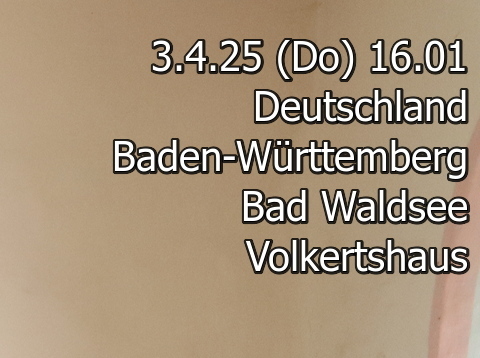 3.4.25 (Do) 16.01
Deutschland
Baden-Württemberg
Bad Waldsee
Volkertshaus